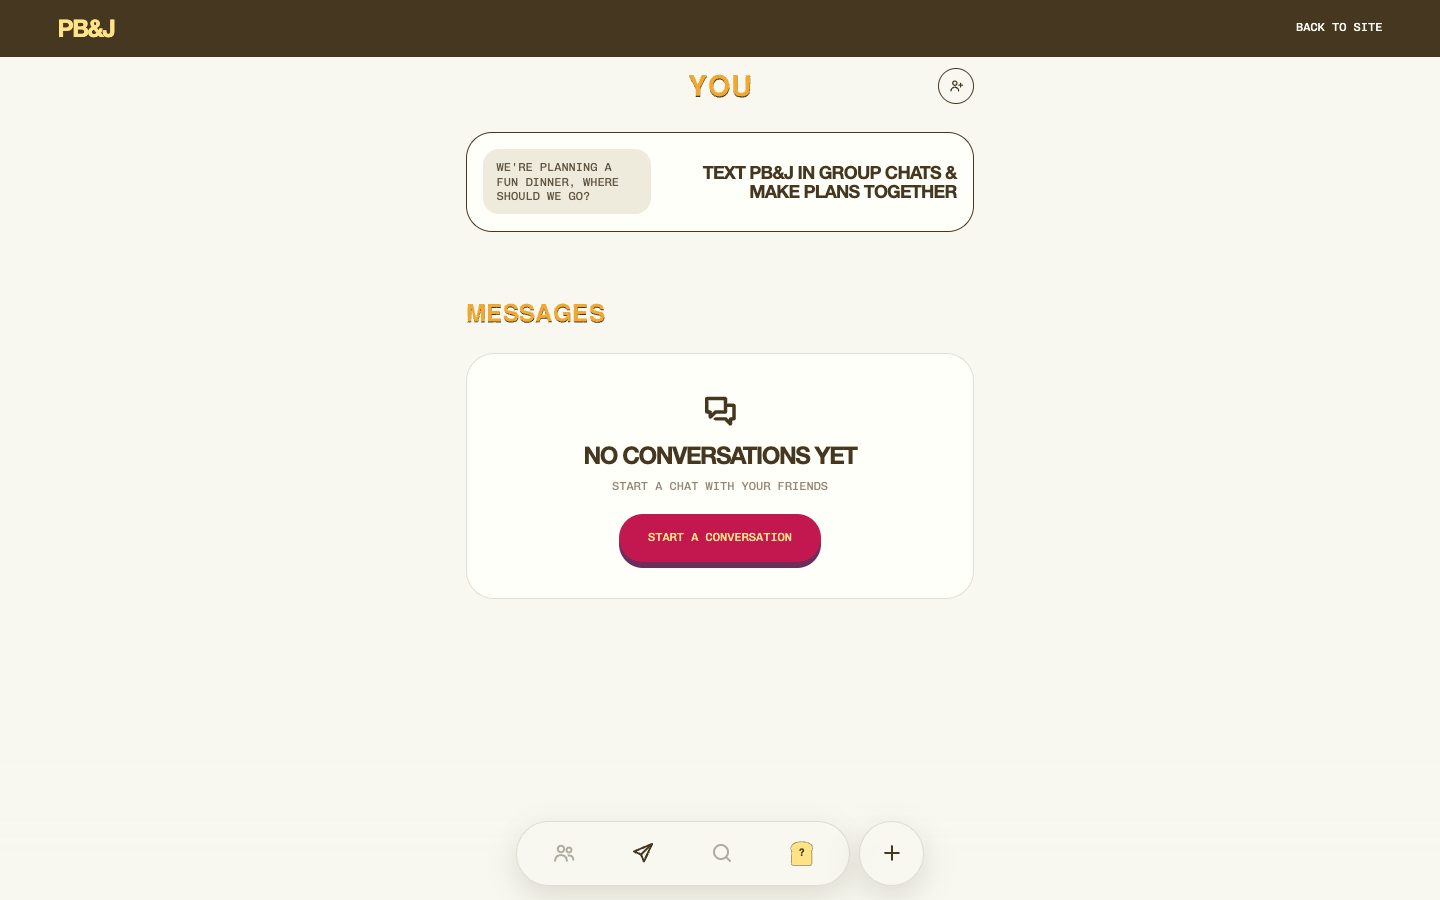 PB&J
BACK TO SITE
YOU
WE'RE PLANNING A
FUN DINNER, WHERE
SHOULD WE GO?
TEXT PB&J IN GROUP CHATS &
MAKE PLANS TOGETHER
MESSAGES
NO CONVERSATIONS YET
START A CHAT WITH YOUR FRIENDS
START A CONVERSATION
?